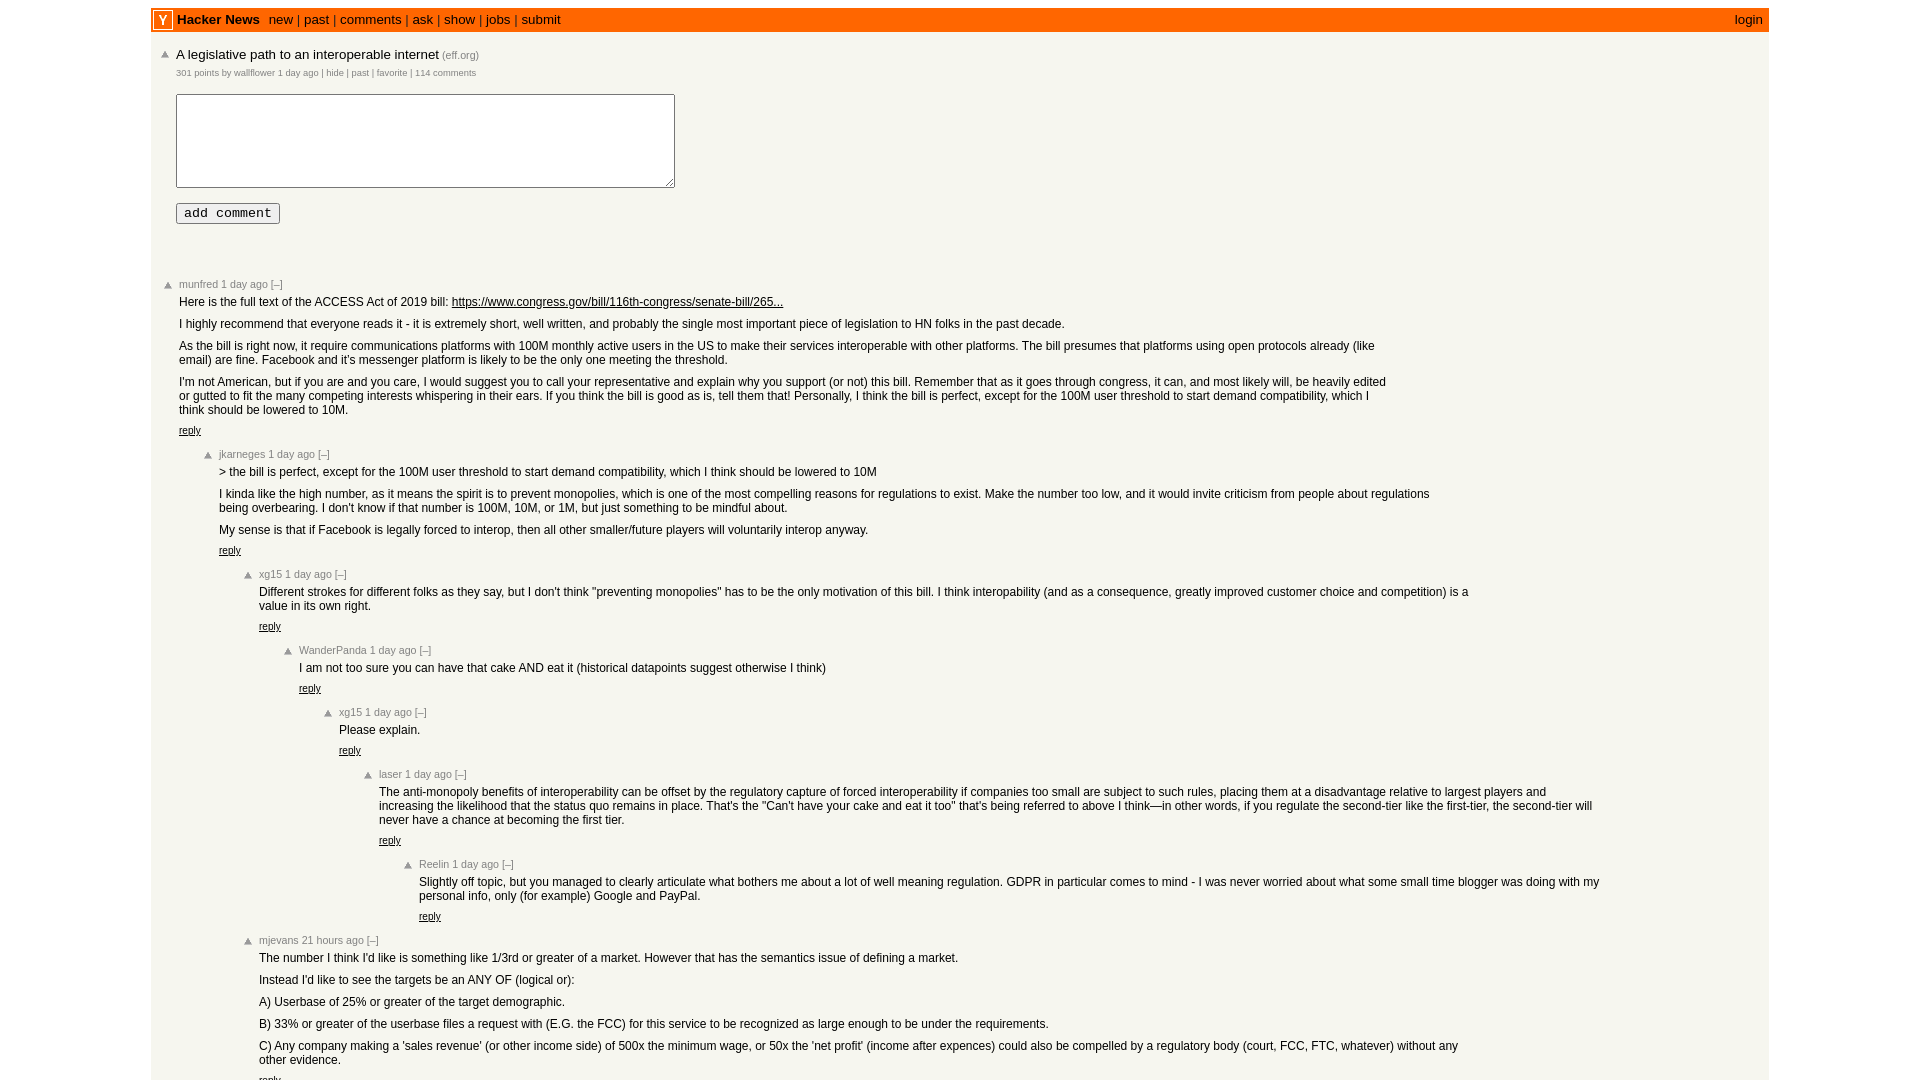 Y Hacker News new | past | comments | ask | show | jobs | submit login
A legislative path to an interoperable internet (eff.org)
301 points by wallflower 1 day ago | hide | past | favorite | 114 comments
add comment
munfred 1 day ago [–]
Here is the full text of the ACCESS Act of 2019 bill: https://www.congress.gov/bill/116th-congress/senate-bill/265...
I highly recommend that everyone reads it - it is extremely short, well written, and probably the single most important piece of legislation to HN folks in the past decade.
As the bill is right now, it require communications platforms with 100M monthly active users in the US to make their services interoperable with other platforms. The bill presumes that platforms using open protocols already (like
email) are fine. Facebook and it's messenger platform is likely to be the only one meeting the threshold.
I'm not American, but if you are and you care, I would suggest you to call your representative and explain why you support (or not) this bill. Remember that as it goes through congress, it can, and most likely will, be heavily edited
or gutted to fit the many competing interests whispering in their ears. If you think the bill is good as is, tell them that! Personally, I think the bill is perfect, except for the 100M user threshold to start demand compatibility, which I
think should be lowered to 10M.
reply
jkarneges 1 day ago [–]
> the bill is perfect, except for the 100M user threshold to start demand compatibility, which I think should be lowered to 10M
I kinda like the high number, as it means the spirit is to prevent monopolies, which is one of the most compelling reasons for regulations to exist. Make the number too low, and it would invite criticism from people about regulations
being overbearing. I don't know if that number is 100M, 10M, or 1M, but just something to be mindful about.
My sense is that if Facebook is legally forced to interop, then all other smaller/future players will voluntarily interop anyway.
reply
xg15 1 day ago [–]
Different strokes for different folks as they say, but I don't think "preventing monopolies" has to be the only motivation of this bill. I think interopability (and as a consequence, greatly improved customer choice and competition) is a
value in its own right.
reply
WanderPanda 1 day ago [–]
I am not too sure you can have that cake AND eat it (historical datapoints suggest otherwise I think)
reply
xg15 1 day ago [–]
Please explain.
reply
laser 1 day ago [–]
The anti-monopoly benefits of interoperability can be offset by the regulatory capture of forced interoperability if companies too small are subject to such rules, placing them at a disadvantage relative to largest players and
increasing the likelihood that the status quo remains in place. That's the "Can't have your cake and eat it too" that's being referred to above I think—in other words, if you regulate the second-tier like the first-tier, the second-tier will
never have a chance at becoming the first tier.
reply
Reelin 1 day ago [–]
Slightly off topic, but you managed to clearly articulate what bothers me about a lot of well meaning regulation. GDPR in particular comes to mind - I was never worried about what some small time blogger was doing with my
personal info, only (for example) Google and PayPal.
reply
mjevans 21 hours ago [–]
The number I think I'd like is something like 1/3rd or greater of a market. However that has the semantics issue of defining a market.
Instead I'd like to see the targets be an ANY OF (logical or):
A) Userbase of 25% or greater of the target demographic.
B) 33% or greater of the userbase files a request with (E.G. the FCC) for this service to be recognized as large enough to be under the requirements.
C) Any company making a 'sales revenue' (or other income side) of 500x the minimum wage, or 50x the 'net profit' (income after expences) could also be compelled by a regulatory body (court, FCC, FTC, whatever) without any
other evidence.
reply